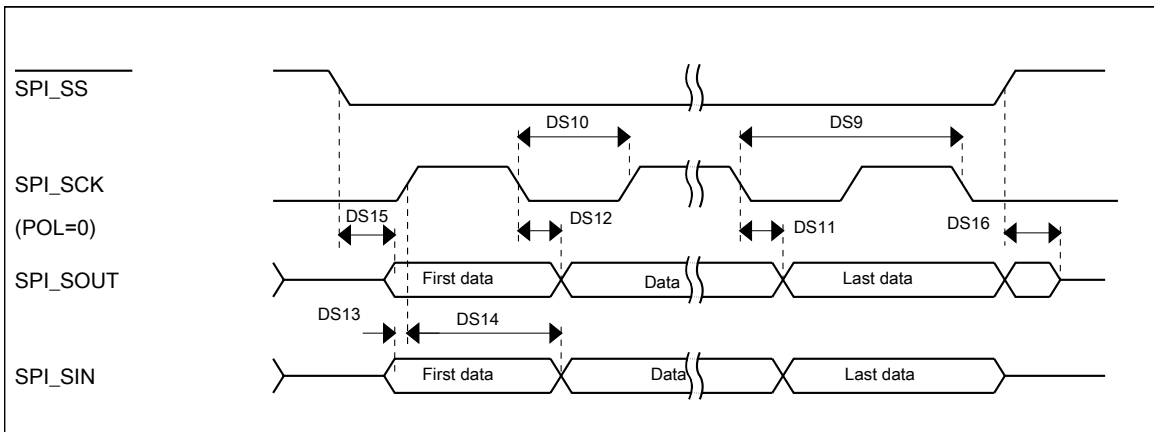 SPI_SS
DS10
DS9
SPI_SCK
(POL=0)
DS15
DS12
DS11
DS16
SPI_SOUT
First data
Data
Last data
DS13
DS14
SPI_SIN
First data
Data
Last data